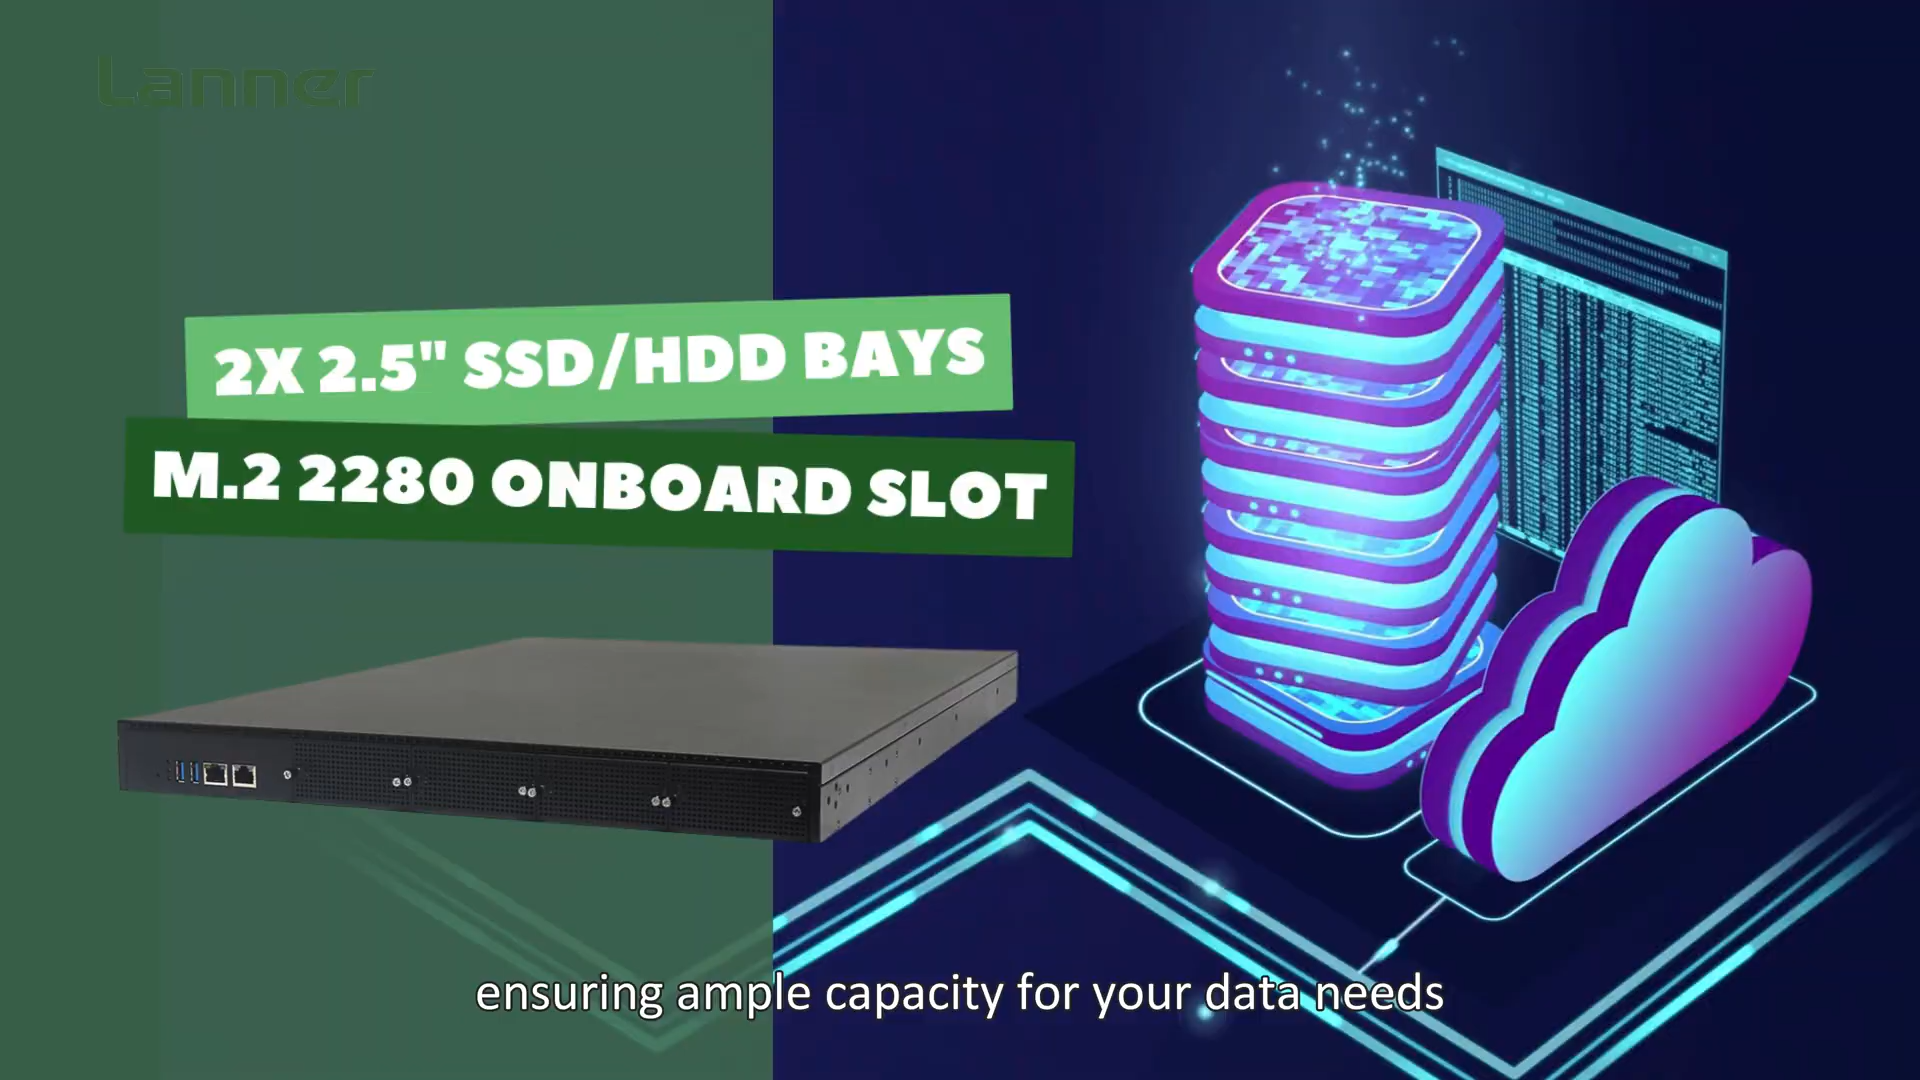 Lanner
2X 2.5" SSD/HDD BAYS
M.2 2280 ONBOARD SLOT
ensuring ample capacity for your data needs